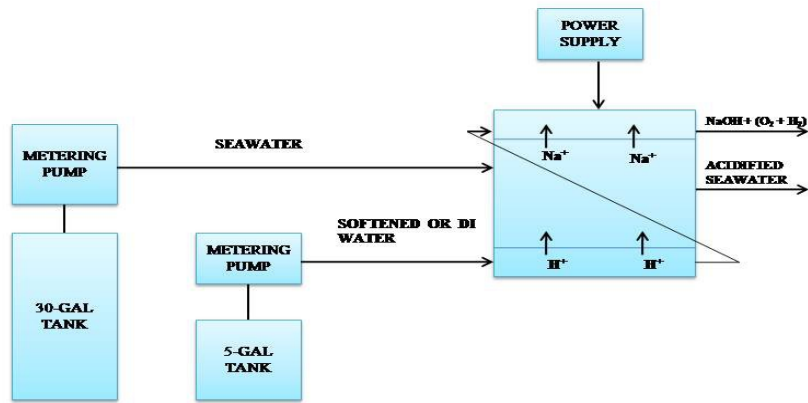 POWER
SUPPLY
NaOH + (O₂ + H₂)
Na⁺ Na⁺
METERING
PUMP
SEAWATER
ACIDIFIED
SEAWATER
SOFTENED OR DI
WATER
METERING
PUMP
H⁺ H⁺
30-GAL
TANK
5-GAL
TANK